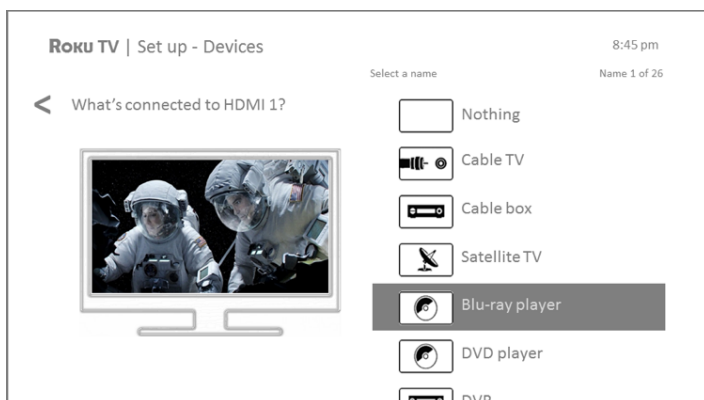 ROKU TV | Set up - Devices
8:45 pm
Select a name
Name 1 of 26
< What's connected to HDMI 1?
Nothing
Cable TV
Cable box
Satellite TV
Blu-ray player
DVD player
DVR